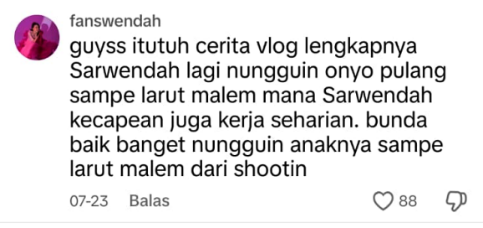 fanswendah
guyss itutuh cerita vlog lengkapnya
Sarwendah lagi nungguin onyo pulang
sampe larut malem mana Sarwendah
kecapean juga kerja seharian. bunda
baik banget nungguin anaknya sampe
larut malem dari shootin
07-23 Balas 88